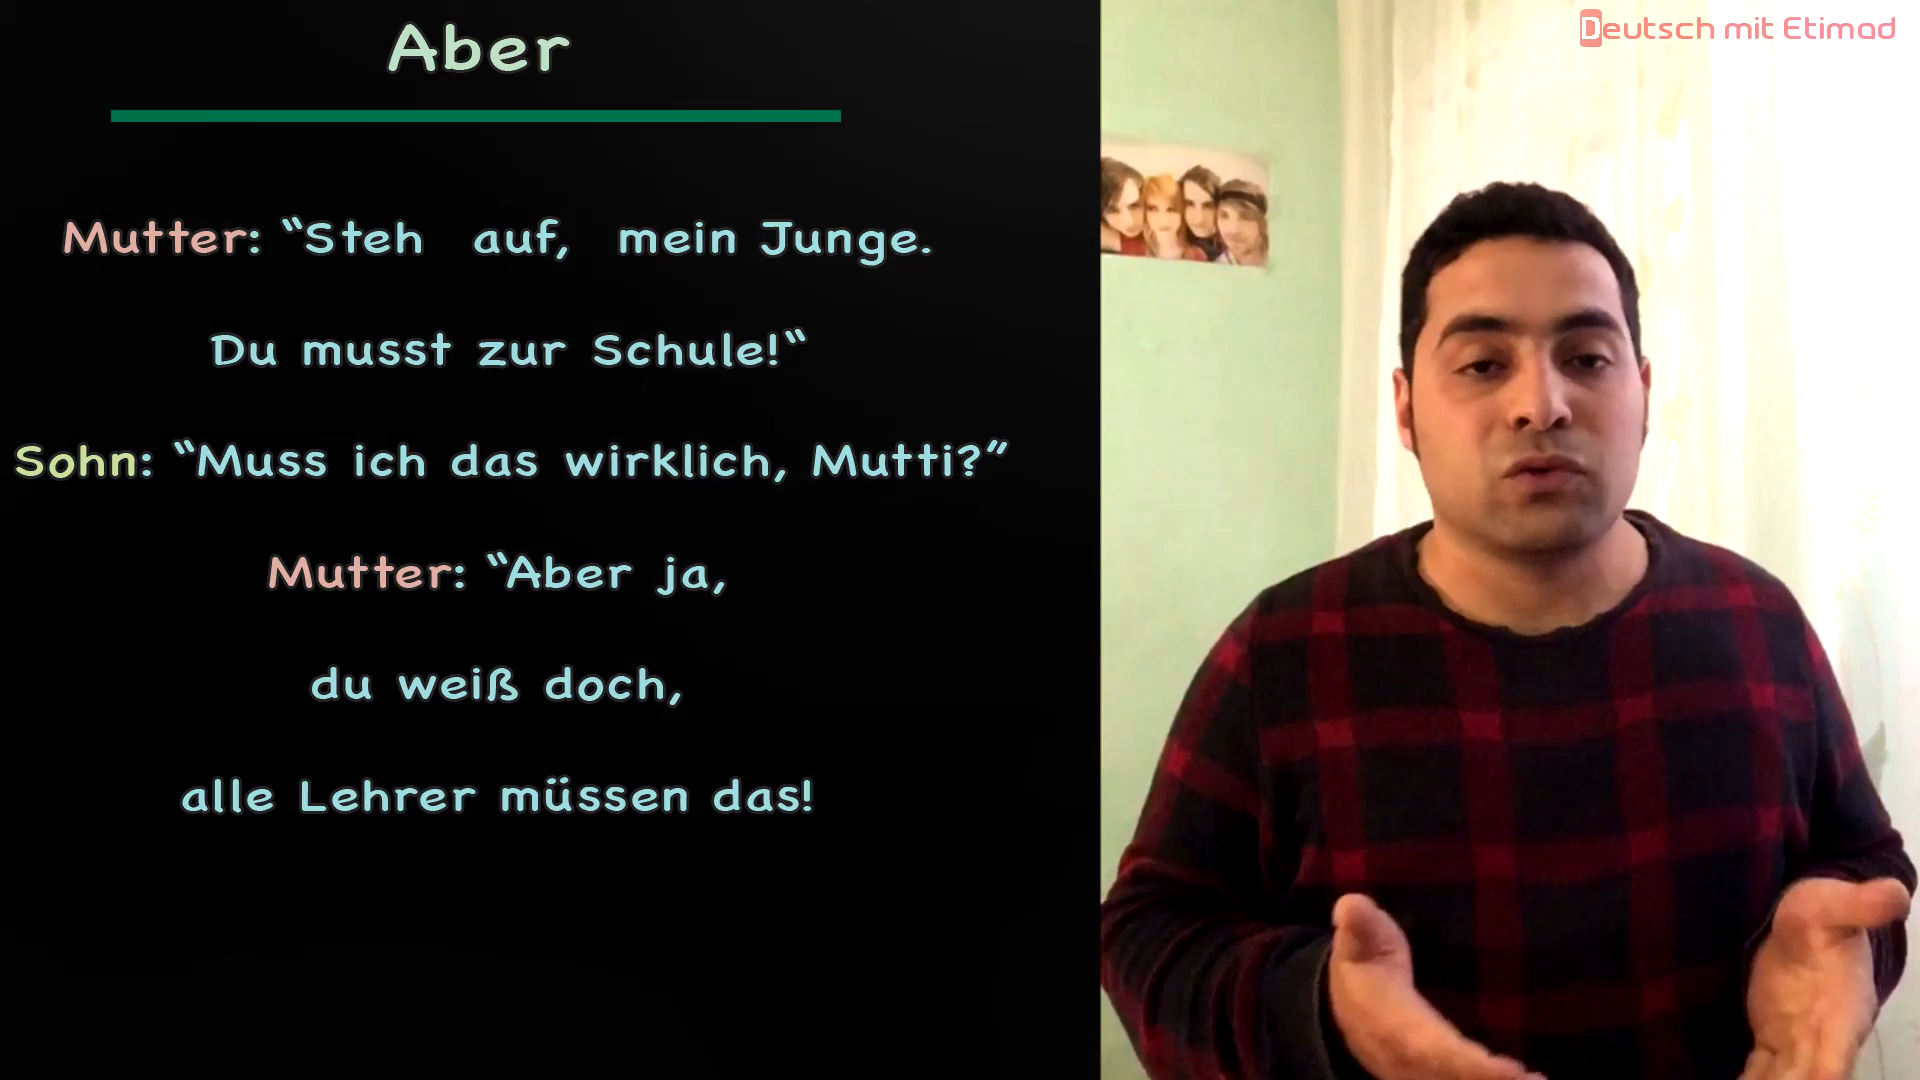 Aber
Deutsch mit Etimad
Mutter: “Steh auf, mein Junge.
Du musst zur Schule!“
Sohn: “Muss ich das wirklich, Mutti?”
Mutter: “Aber ja,
du weiß doch,
alle Lehrer müssen das!